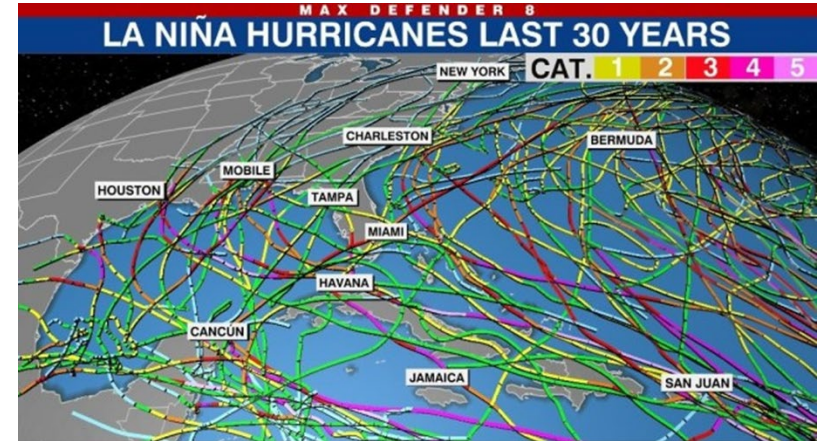 MAX DEFENDER 8
LA NIÑA HURRICANES LAST 30 YEARS
NEW YORK
CAT. 1 2 3 4 5
CHARLESTON
BERMUDA
MOBILE
HOUSTON
TAMPA
MIAMI
HAVANA
CANCÚN
JAMAICA
SAN JUAN